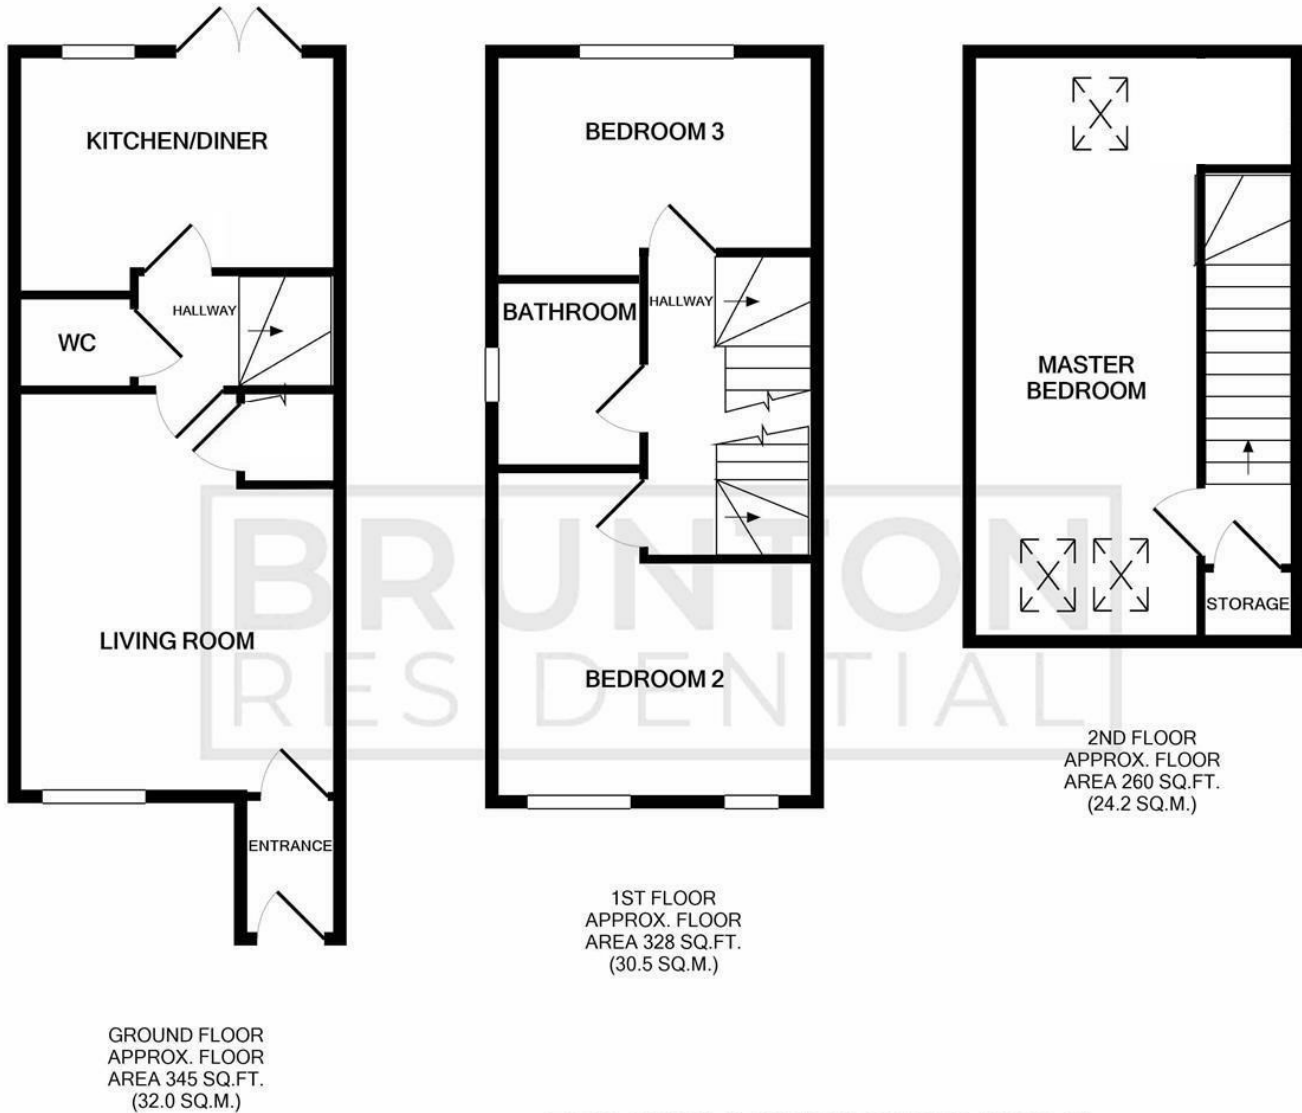 KITCHEN/DINER
HALLWAY
WC
LIVING ROOM
ENTRANCE
GROUND FLOOR
APPROX. FLOOR
AREA 345 SQ.FT.
(32.0 SQ.M.)
BEDROOM 3
BATHROOM
HALLWAY
BEDROOM 2
1ST FLOOR
APPROX. FLOOR
AREA 328 SQ.FT.
(30.5 SQ.M.)
MASTER
BEDROOM
STORAGE
2ND FLOOR
APPROX. FLOOR
AREA 260 SQ.FT.
(24.2 SQ.M.)
BRUNTON
RESIDENTIAL